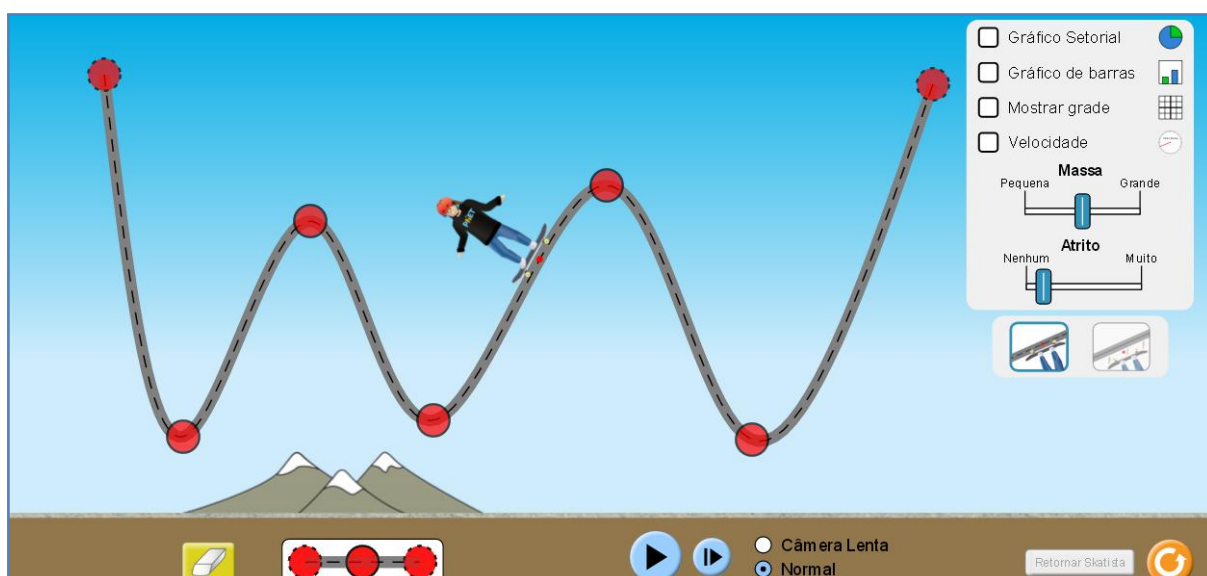 Gráfico Setorial
Gráfico de barras
Mostrar grade
Velocidade
Massa
Pequena Grande
Atrito
Nenhum Muito
PhET
Câmera Lenta
Normal
Retornar Skatista